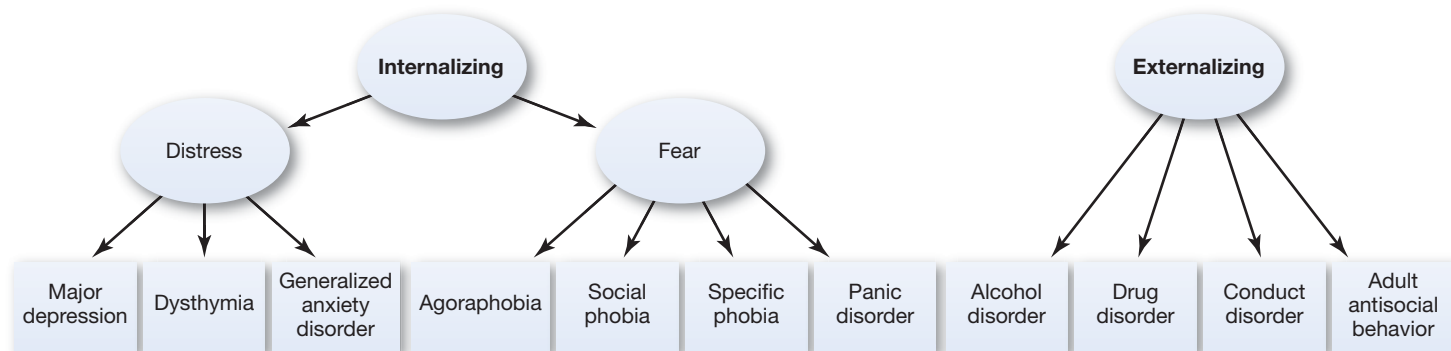 Internalizing
Externalizing
Distress
Fear
Major
depression
Dysthymia
Generalized
anxiety
disorder
Agoraphobia
Social
phobia
Specific
phobia
Panic
disorder
Alcohol
disorder
Drug
disorder
Conduct
disorder
Adult
antisocial
behavior